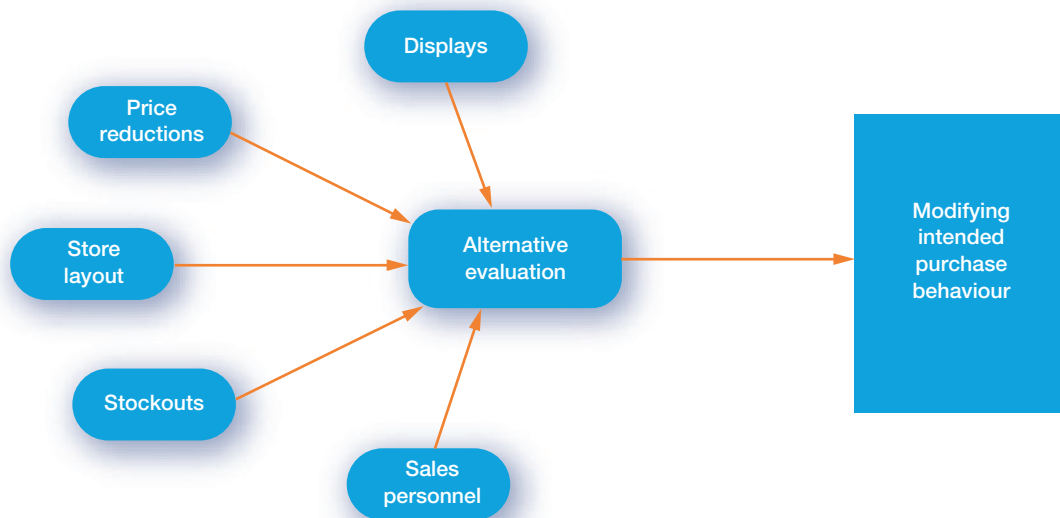 Displays
Price
reductions
Store
layout
Alternative
evaluation
Modifying
intended
purchase
behaviour
Stockouts
Sales
personnel